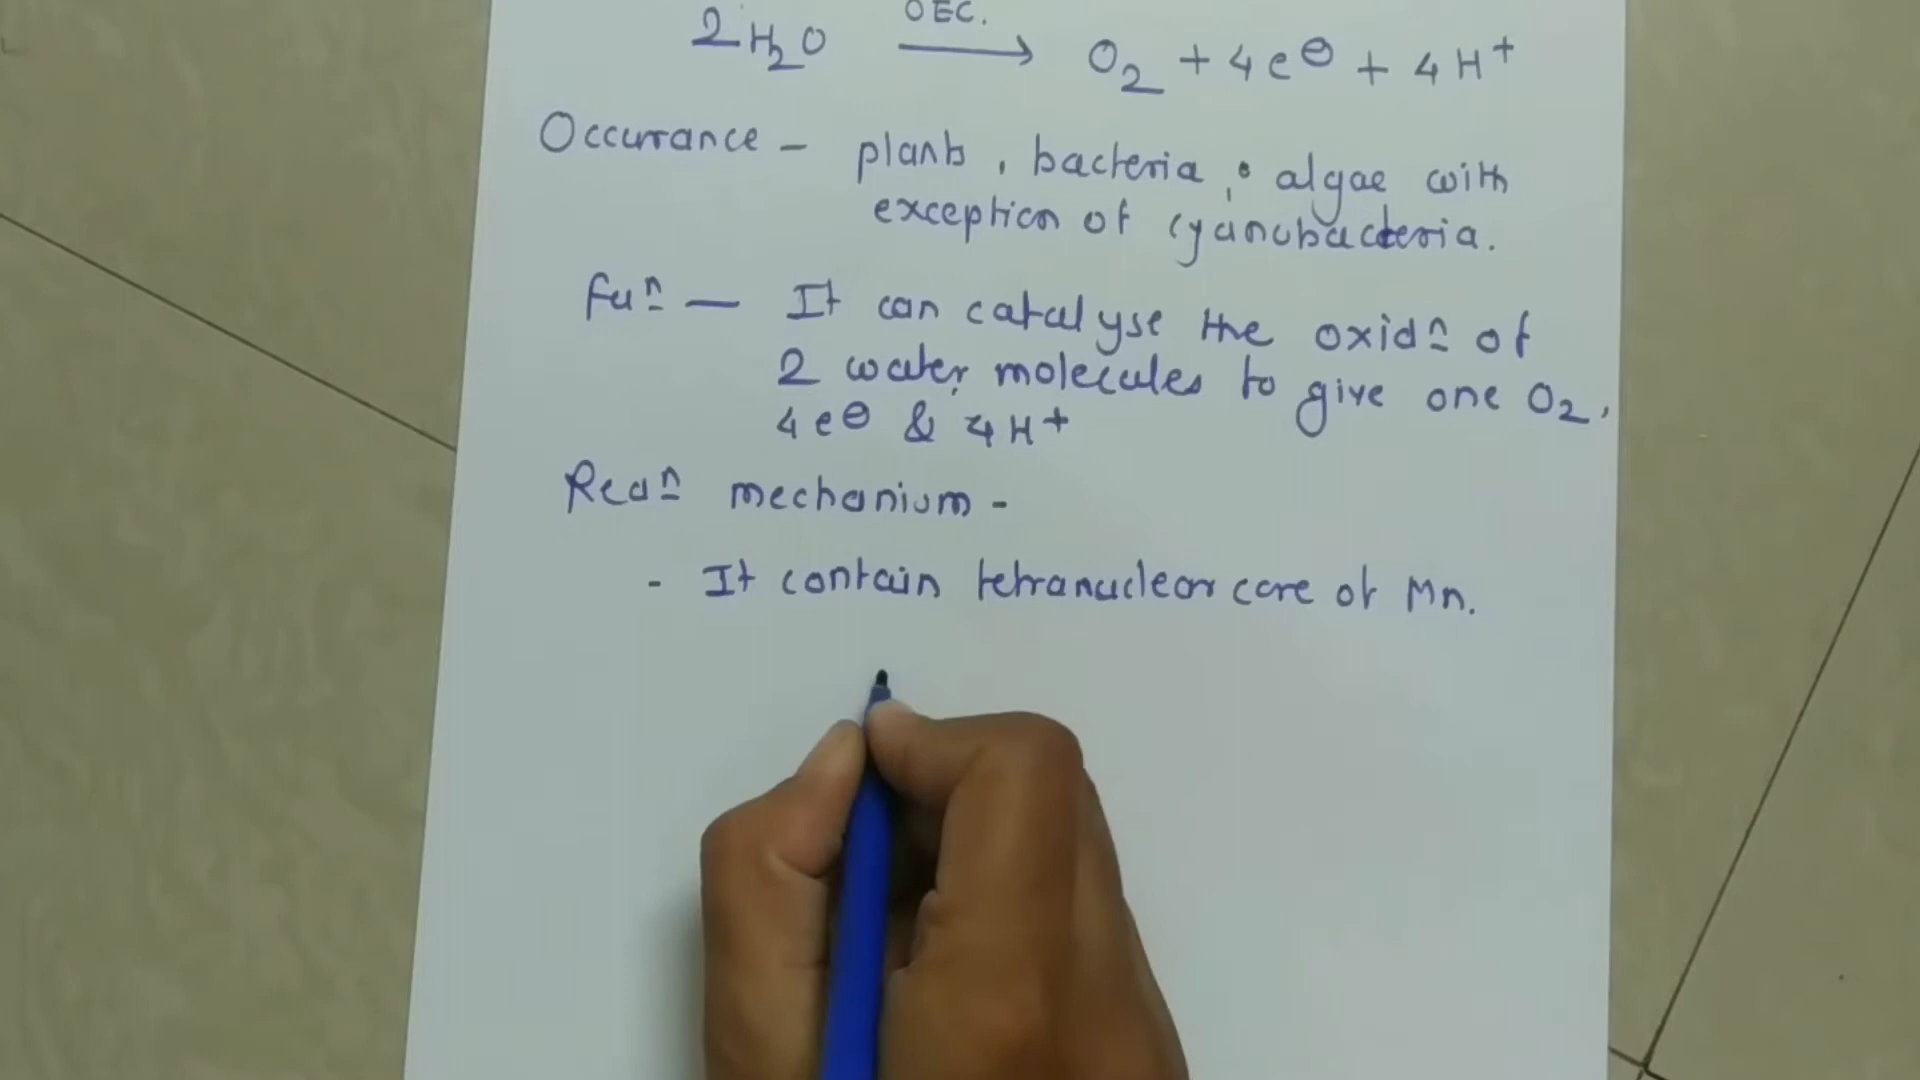 OEC.
2H₂O ⟶ O₂ + 4e⊖ + 4H⁺
Occurrance – plants, bacteria, algae with
exception of cyanobacteria.
Fuⁿ — It can catalyse the oxidⁿ of
2 water molecules to give one O₂,
4e⊖ & 4H⁺
Reaⁿ mechanism -
- It contain tetranuclear core of Mn.